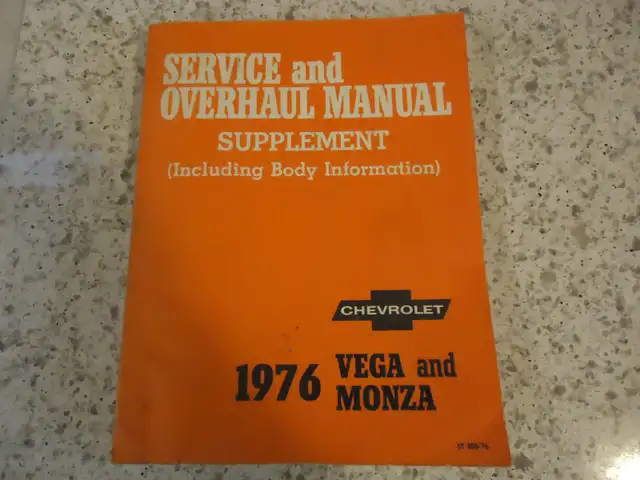 SERVICE and
OVERHAUL MANUAL
SUPPLEMENT
(Including Body Information)
CHEVROLET
1976 VEGA and
MONZA